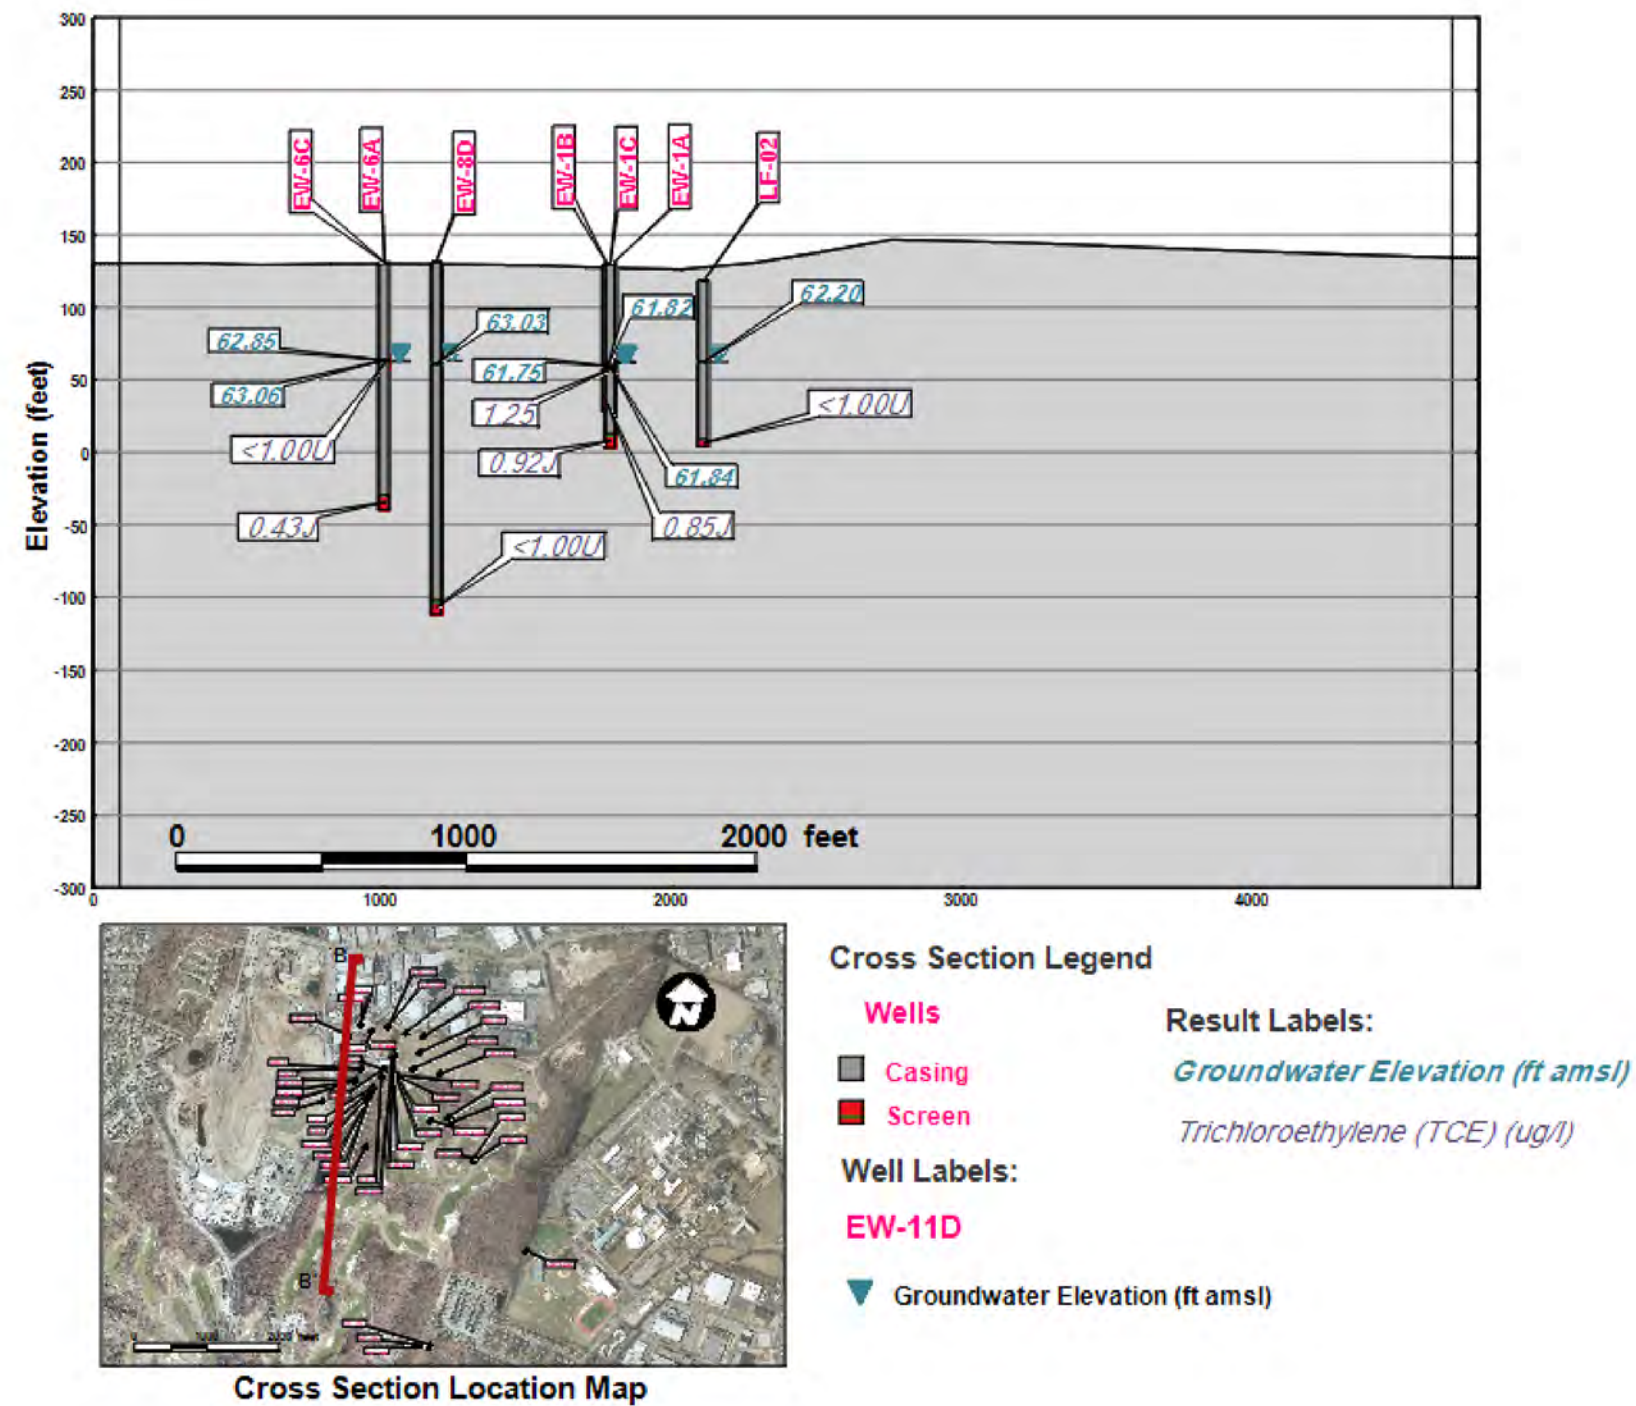 300
250
200
150
100
50
0
-50
-100
-150
-200
-250
-300
Elevation (feet)
EW-6C
EW-6A
EW-8D
EW-1B
EW-1C
EW-1A
LF-02
62.85
63.06
<1.00U
0.43J
63.03
<1.00U
61.82
61.75
1.25
0.92J
61.84
0.85J
62.20
<1.00U
0 1000 2000 feet
0 1000 2000 3000 4000
B
B'
N
0 1000 2000 feet
Cross Section Location Map
Cross Section Legend
Wells
Casing
Screen
Well Labels:
EW-11D
Groundwater Elevation (ft amsl)
Result Labels:
Groundwater Elevation (ft amsl)
Trichloroethylene (TCE) (ug/l)